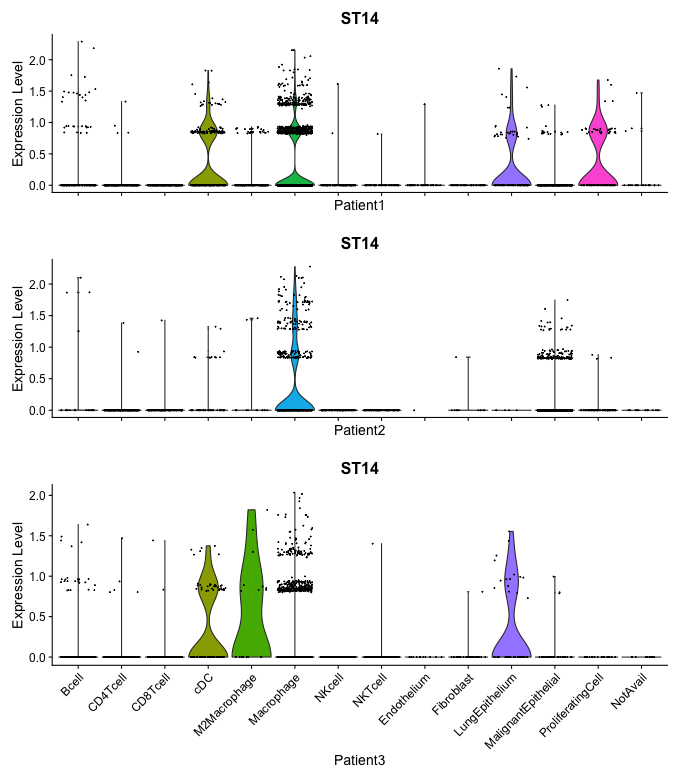 ST14
Expression Level
2.0
1.5
1.0
0.5
0.0
Patient1
ST14
Expression Level
2.0
1.5
1.0
0.5
0.0
Patient2
ST14
Expression Level
2.0
1.5
1.0
0.5
0.0
Bcell
CD4Tcell
CD8Tcell
cDC
M2Macrophage
Macrophage
NKcell
NKTcell
Endothelium
Fibroblast
LungEpithelium
MalignantEpithelial
ProliferatingCell
NotAvail
Patient3